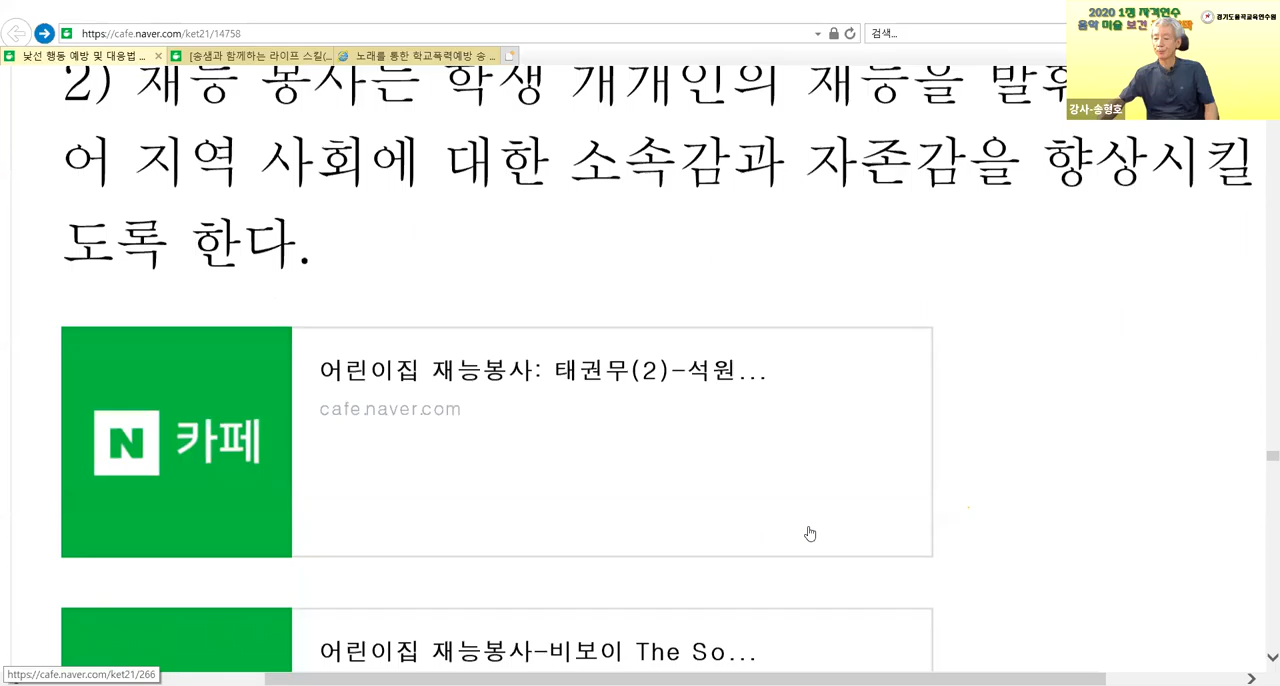 https://cafe.naver.com/ket21/14758
검색...
낯선 행동 예방 및 대응법 ...
[송샘과 함께하는 라이프 스킬(...
노래를 통한 학교폭력예방 송 ...
2020 1정 자격연수
음악 미술 보건
경기도율곡교육연수원
강사-송형호
2) 재능 봉사는 학생 개개인의 재능을
어 지역 사회에 대한 소속감과 자존감을 향상시킬
도록 한다.
N 카페
어린이집 재능봉사: 태권무(2)-석원...
cafe.naver.com
어린이집 재능봉사-비보이 The So...
https://cafe.naver.com/ket21/266